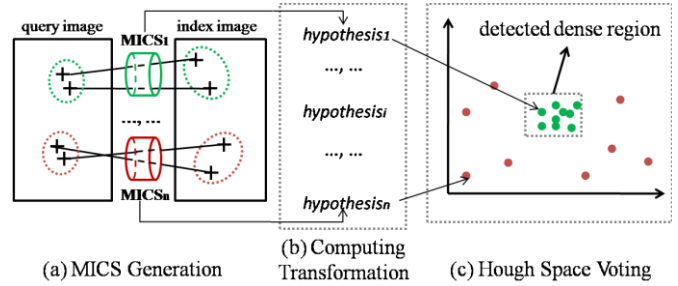 query image
MICS1
index image
..., ...
MICSn
(a) MICS Generation
hypothesis1
..., ...
hypothesisi
..., ...
hypothesisn
(b) Computing
Transformation
detected dense region
(c) Hough Space Voting